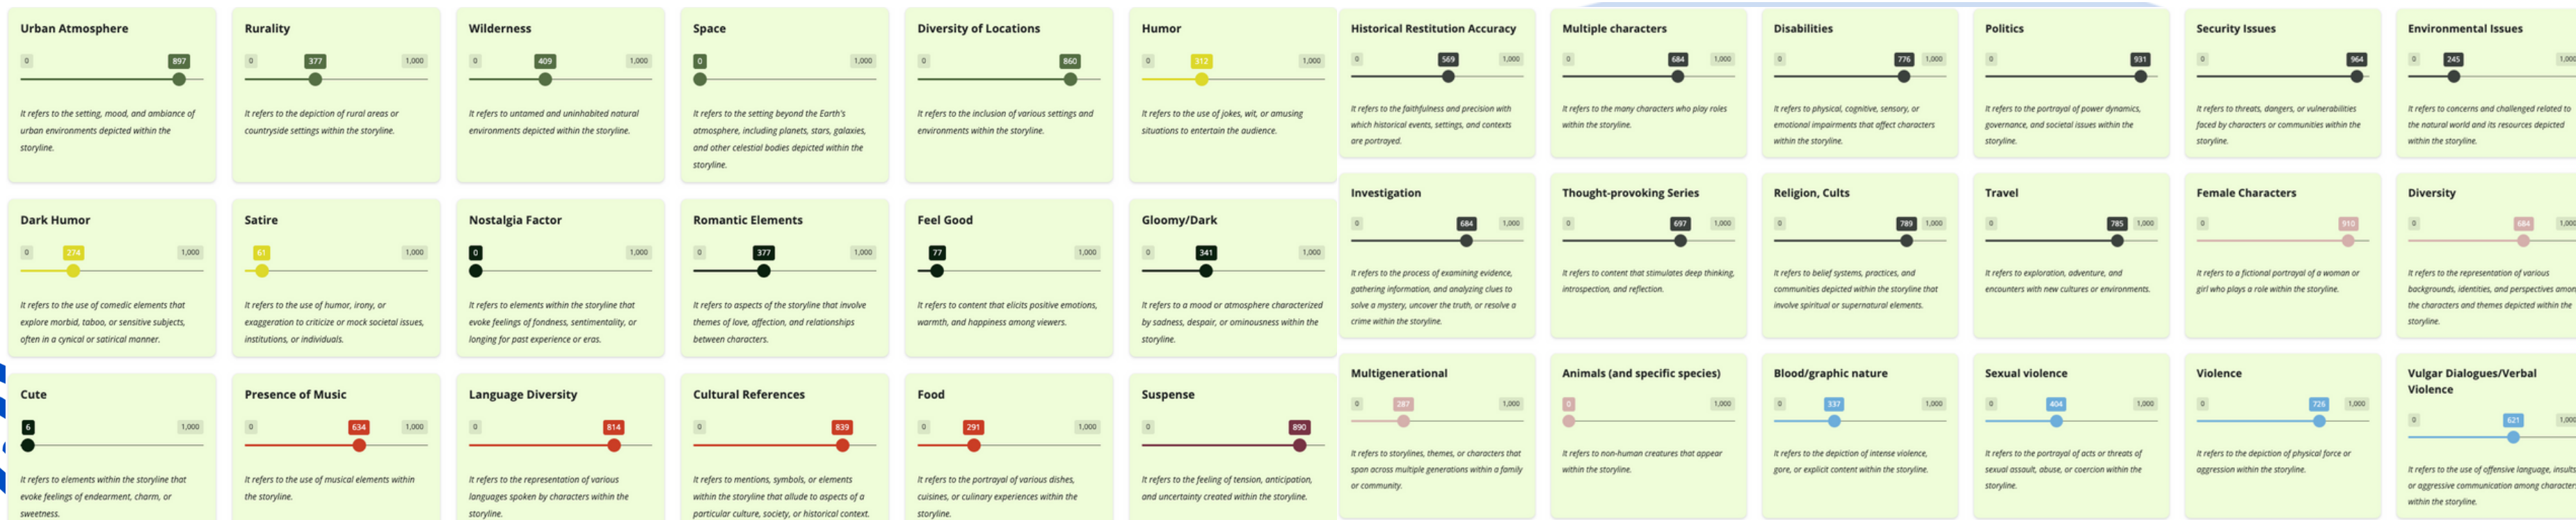 Urban Atmosphere
0
897
It refers to the setting, mood, and ambiance of
urban environments depicted within the
storyline.
Rurality
0
377
1,000
It refers to the depiction of rural areas or
countryside settings within the storyline.
Wilderness
0
409
1,000
It refers to untamed and uninhabited natural
environments depicted within the storyline.
Space
0
1,000
It refers to the setting beyond the Earth's
atmosphere, including planets, stars, galaxies,
and other celestial bodies depicted within the
storyline.
Diversity of Locations
0
860
It refers to the inclusion of various settings and
environments within the storyline.
Humor
0
312
1,000
It refers to the use of jokes, wit, or amusing
situations to entertain the audience.
Historical Restitution Accuracy
0
569
1,000
It refers to the faithfulness and precision with
which historical events, settings, and contexts
are portrayed.
Multiple characters
0
684
1,000
It refers to the many characters who play roles
within the storyline.
Disabilities
0
776
1,000
It refers to physical, cognitive, sensory, or
emotional impairments that affect characters
within the storyline.
Politics
0
931
It refers to the portrayal of power dynamics,
governance, and societal issues within the
storyline.
Security Issues
0
964
It refers to threats, dangers, or vulnerabilities
faced by characters or communities within the
storyline.
Environmental Issues
0
245
1,000
It refers to concerns and challenged related to
the natural world and its resources depicted
within the storyline.
Dark Humor
0
274
1,000
It refers to the use of comedic elements that
explore morbid, taboo, or sensitive subjects,
often in a cynical or satirical manner.
Satire
61
1,000
It refers to the use of humor, irony, or
exaggeration to criticize or mock societal issues,
institutions, or individuals.
Nostalgia Factor
0
1,000
It refers to elements within the storyline that
evoke feelings of fondness, sentimentality, or
longing for past experience or eras.
Romantic Elements
0
377
1,000
It refers to aspects of the storyline that involve
themes of love, affection, and relationships
between characters.
Feel Good
77
1,000
It refers to content that elicits positive emotions,
warmth, and happiness among viewers.
Gloomy/Dark
0
341
1,000
It refers to a mood or atmosphere characterized
by sadness, despair, or ominousness within the
storyline.
Investigation
0
684
1,000
It refers to the process of examining evidence,
gathering information, and analyzing clues to
solve a mystery, uncover the truth, or resolve a
crime within the storyline.
Thought-provoking Series
0
697
1,000
It refers to content that stimulates deep thinking,
introspection, and reflection.
Religion, Cults
0
789
1,000
It refers to belief systems, practices, and
communities depicted within the storyline that
involve spiritual or supernatural elements.
Travel
0
785
1,000
It refers to exploration, adventure, and
encounters with new cultures or environments.
Female Characters
0
910
It refers to a fictional portrayal of a woman or
girl who plays a role within the storyline.
Diversity
0
684
1,000
It refers to the representation of various
backgrounds, identities, and perspectives among
the characters and themes depicted within the
storyline.
Cute
6
1,000
It refers to elements within the storyline that
evoke feelings of endearment, charm, or
sweetness.
Presence of Music
0
634
1,000
It refers to the use of musical elements within
the storyline.
Language Diversity
0
814
It refers to the representation of various
languages spoken by characters within the
storyline.
Cultural References
0
839
It refers to mentions, symbols, or elements
within the storyline that allude to aspects of a
particular culture, society, or historical context.
Food
0
291
1,000
It refers to the portrayal of various dishes,
cuisines, or culinary experiences within the
storyline.
Suspense
0
890
It refers to the feeling of tension, anticipation,
and uncertainty created within the storyline.
Multigenerational
0
287
1,000
It refers to storylines, themes, or characters that
span across multiple generations within a family
or community.
Animals (and specific species)
0
1,000
It refers to non-human creatures that appear
within the storyline.
Blood/graphic nature
0
337
1,000
It refers to the depiction of intense violence,
gore, or explicit content within the storyline.
Sexual violence
0
404
1,000
It refers to the portrayal of acts or threats of
sexual assault, abuse, or coercion within the
storyline.
Violence
0
726
1,000
It refers to the depiction of physical force or
aggression within the storyline.
Vulgar Dialogues/Verbal
Violence
0
621
1,000
It refers to the use of offensive language, insults
or aggressive communication among characters
within the storyline.